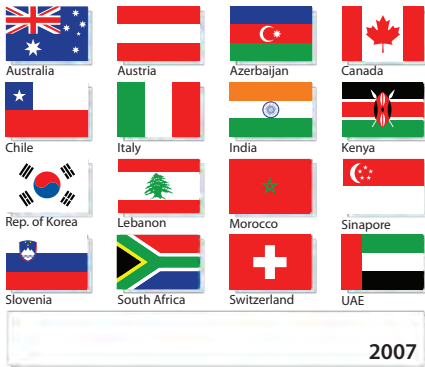 Australia Austria Azerbaijan Canada
Chile Italy India Kenya
Rep. of Korea Lebanon Morocco Sinapore
Slovenia South Africa Switzerland UAE
2007